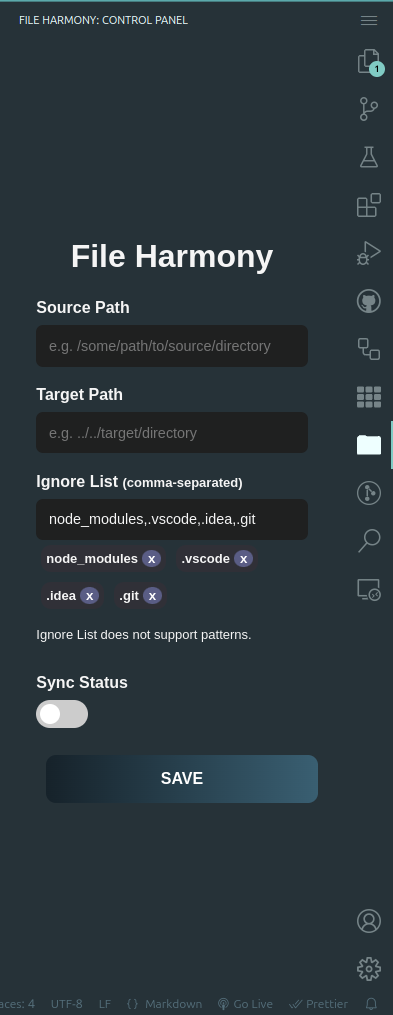 FILE HARMONY: CONTROL PANEL
1
File Harmony
Source Path
e.g. /some/path/to/source/directory
Target Path
e.g. ../../target/directory
Ignore List (comma-separated)
node_modules,.vscode,.idea,.git
node_modules x .vscode x
.idea x .git x
Ignore List does not support patterns.
Sync Status
SAVE
aces: 4 UTF-8 LF { } Markdown Go Live Prettier